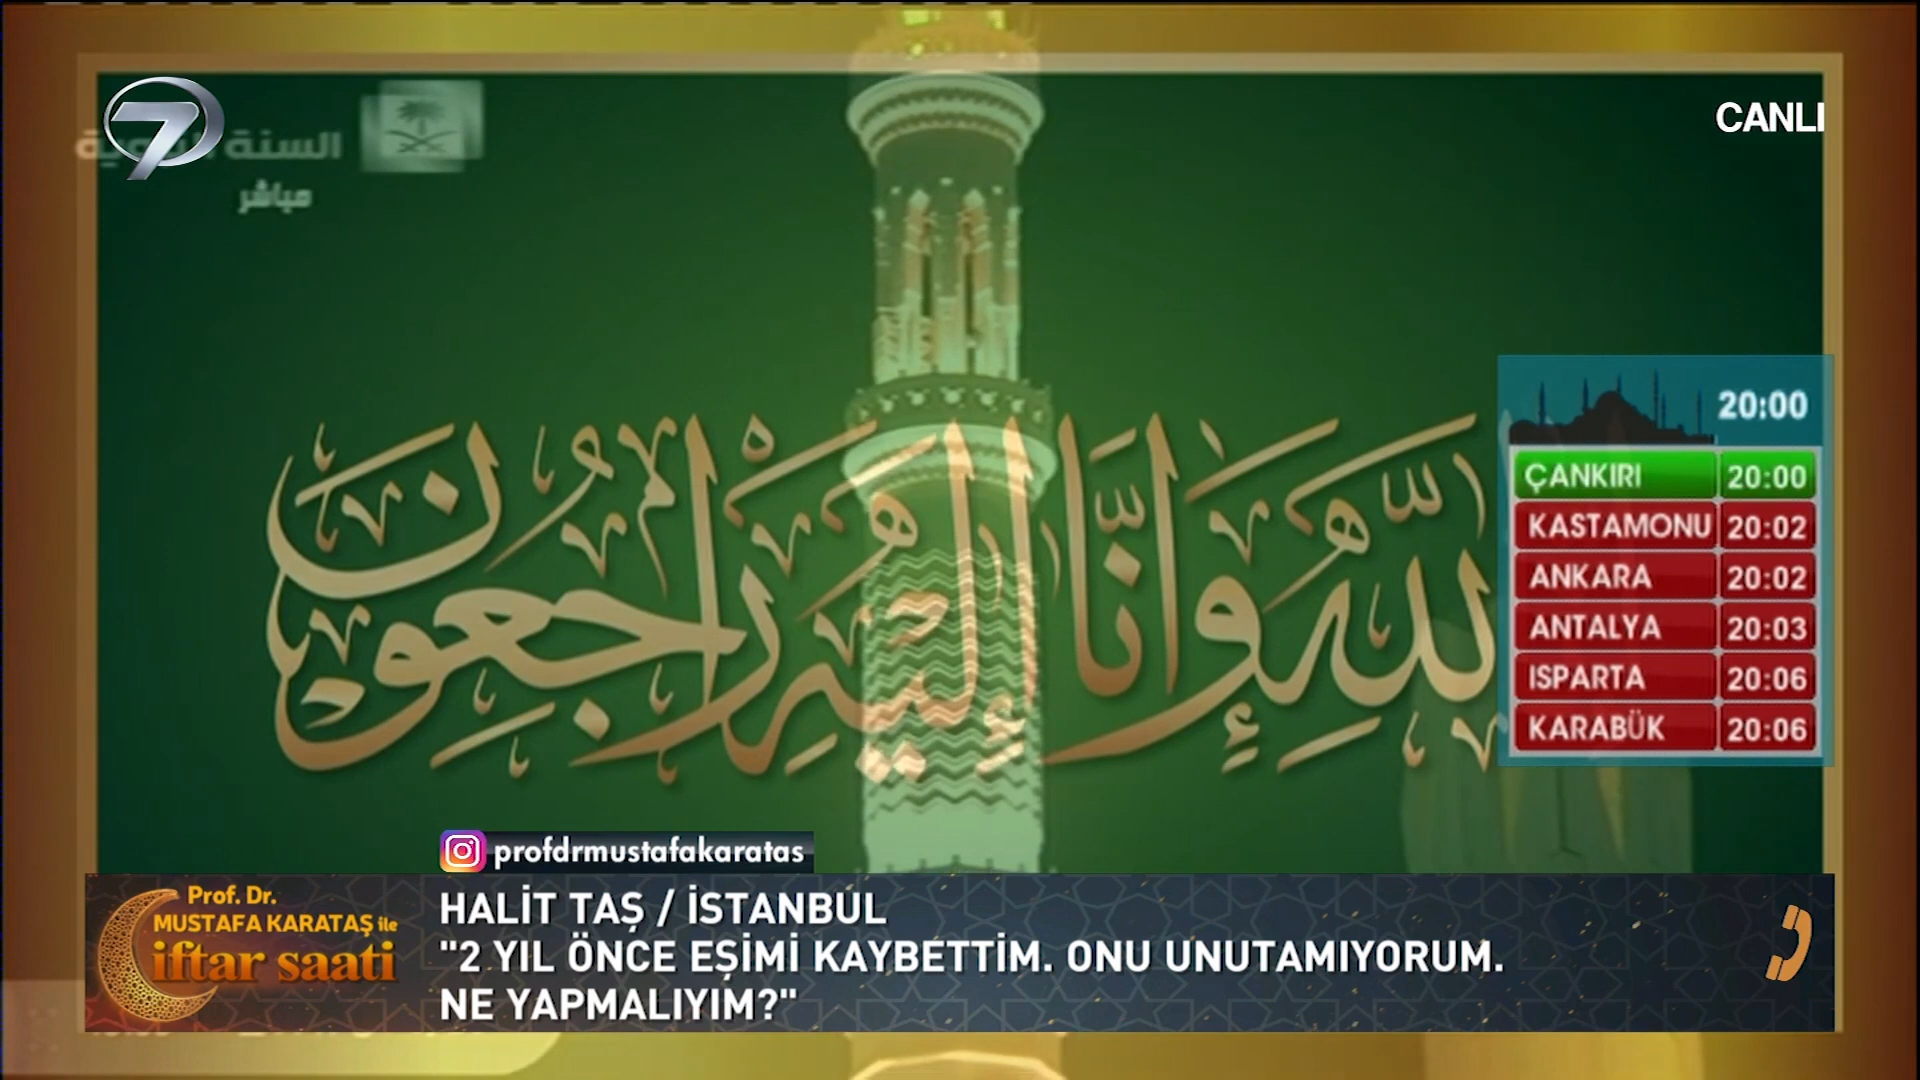 7
السنة النبوية
مباشر
CANLI
لله وإنا إليه راجعون
20:00
ÇANKIRI 20:00
KASTAMONU 20:02
ANKARA 20:02
ANTALYA 20:03
ISPARTA 20:06
KARABÜK 20:06
profdrmustafakaratas
Prof. Dr.
MUSTAFA KARATAŞ ile
iftar saati
HALİT TAŞ / İSTANBUL
"2 YIL ÖNCE EŞİMİ KAYBETTİM. ONU UNUTAMIYORUM.
NE YAPMALIYIM?"